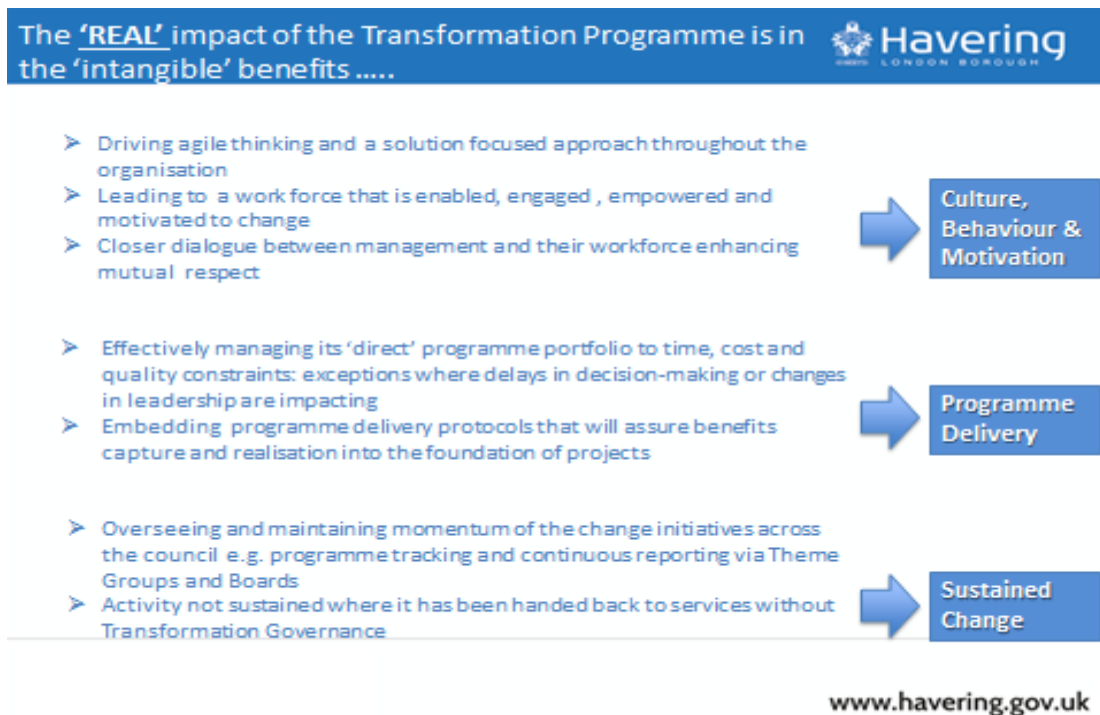 The 'REAL' impact of the Transformation Programme is in
the 'intangible' benefits .....
Havering
LONDON BOROUGH
➢ Driving agile thinking and a solution focused approach throughout the
organisation
➢ Leading to a work force that is enabled, engaged , empowered and
motivated to change
➢ Closer dialogue between management and their workforce enhancing
mutual respect
Culture,
Behaviour &
Motivation
➢ Effectively managing its 'direct' programme portfolio to time, cost and
quality constraints: exceptions where delays in decision-making or changes
in leadership are impacting
➢ Embedding programme delivery protocols that will assure benefits
capture and realisation into the foundation of projects
Programme
Delivery
➢ Overseeing and maintaining momentum of the change initiatives across
the council e.g. programme tracking and continuous reporting via Theme
Groups and Boards
➢ Activity not sustained where it has been handed back to services without
Transformation Governance
Sustained
Change
www.havering.gov.uk